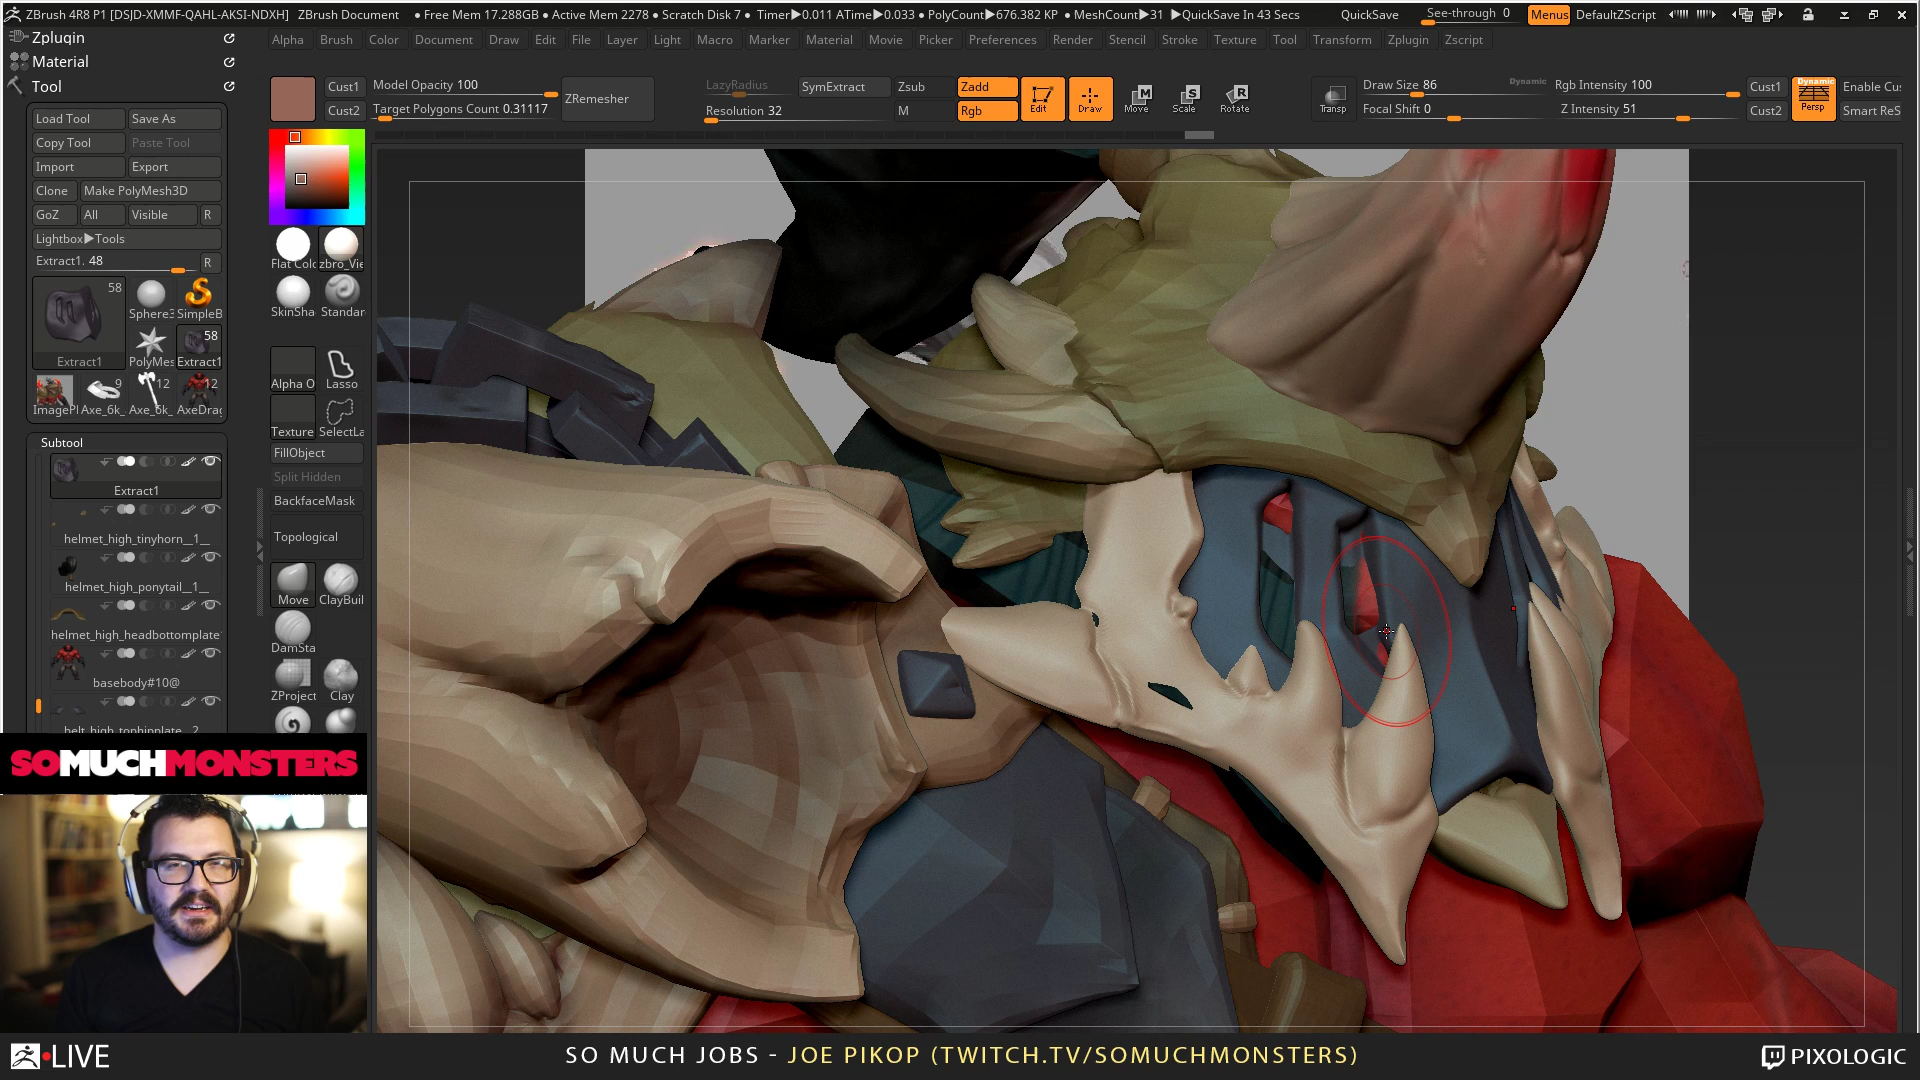 ZBrush 4R8 P1 [DSJD-XMMF-QAHL-AKSI-NDXH]   ZBrush Document   • Free Mem 17.288GB • Active Mem 2278 • Scratch Disk 7 • Timer▶0.011 ATime▶0.033 • PolyCount▶676.382 KP • MeshCount▶31 ▶QuickSave In 43 Secs   QuickSave   See-through 0   Menus   DefaultZScript
Zplugin
Material
Tool
Alpha Brush Color Document Draw Edit File Layer Light Macro Marker Material Movie Picker Preferences Render Stencil Stroke Texture Tool Transform Zplugin Zscript
Cust1
Cust2
Model Opacity 100
Target Polygons Count 0.31117
ZRemesher
LazyRadius
Resolution 32
SymExtract
Zsub
M
Zadd
Rgb
Edit
Draw
Move
Scale
Rotate
Transp
Draw Size 86
Dynamic
Focal Shift 0
Rgb Intensity 100
Z Intensity 51
Cust1
Cust2
Dynamic
Persp
Enable Cus
Smart ReS
Load Tool Save As
Copy Tool Paste Tool
Import Export
Clone Make PolyMesh3D
GoZ All Visible R
Lightbox▶Tools
Extract1. 48 R
58
Extract1
Sphere3 SimpleB
58
PolyMes Extract1
9 12 12
ImagePl Axe_6k_ Axe_6k_ AxeDrag
Subtool
Extract1
helmet_high_tinyhorn__1__
helmet_high_ponytail__1__
helmet_high_headbottomplate
basebody#10@
belt_high_tophipplate_2
Flat Colo zbro_Vie
SkinSha Standar
Alpha O Lasso
Texture SelectLa
FillObject
Split Hidden
BackfaceMask
Topological
Move ClayBuil
DamSta
ZProject Clay
SOMUCHMONSTERS
LIVE
SO MUCH JOBS - JOE PIKOP (TWITCH.TV/SOMUCHMONSTERS)
PIXOLOGIC